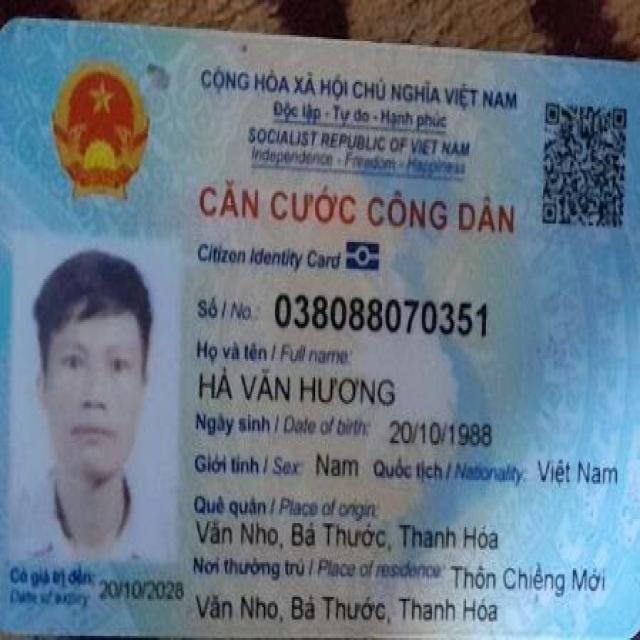 CỘNG HÒA XÃ HỘI CHỦ NGHĨA VIỆT NAM
Độc lập - Tự do - Hạnh phúc
SOCIALIST REPUBLIC OF VIET NAM
Independence - Freedom - Happiness
CĂN CƯỚC CÔNG DÂN
Citizen Identity Card
Số / No.: 038088070351
Họ và tên / Full name:
HÀ VĂN HƯƠNG
Ngày sinh / Date of birth: 20/10/1988
Giới tính / Sex: Nam Quốc tịch / Nationality: Việt Nam
Quê quán / Place of origin:
Văn Nho, Bá Thước, Thanh Hóa
Nơi thường trú / Place of residence: Thôn Chiềng Mới
Văn Nho, Bá Thước, Thanh Hóa
Có giá trị đến: 20/10/2028
Date of expiry